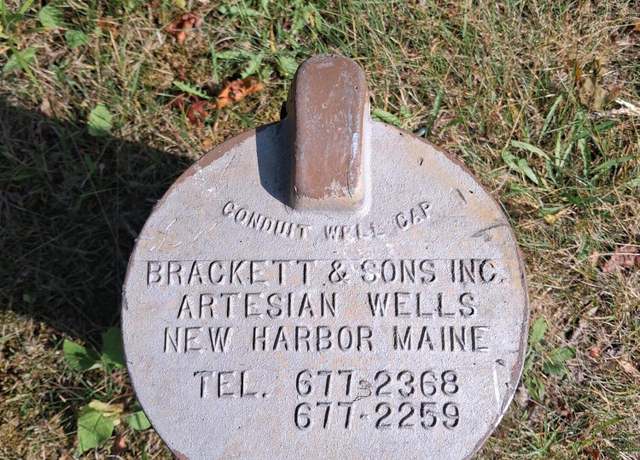 CONDUIT WELL CAP
BRACKETT & SONS INC.
ARTESIAN WELLS
NEW HARBOR MAINE
TEL. 677-2368
677-2259